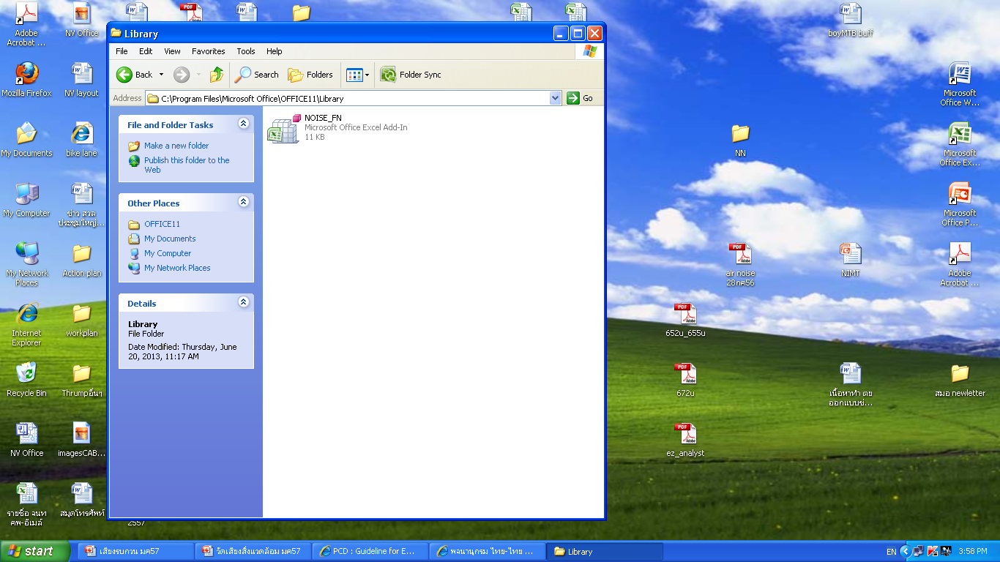 Library
File Edit View Favorites Tools Help
Back Search Folders Folder Sync
Address C:\Program Files\Microsoft Office\OFFICE11\Library Go
File and Folder Tasks
Make a new folder
Publish this folder to the
Web
Other Places
OFFICE11
My Documents
My Computer
My Network Places
Details
Library
File Folder
Date Modified: Thursday, June
20, 2013, 11:17 AM
NOISE_FN
Microsoft Office Excel Add-In
11 KB
Adobe
Acrobat ...
Mozilla Firefox
My Documents
My Computer
My Network
Places
Internet
Explorer
Recycle Bin
NV Office
รายชื่อ จนท
คพ-อีเมล์
NV Office
NV layout
bike lane
ข่าว สวล
ประชุมใหญ่...
Action plan
workplan
Thrumpอื่นๆ
imagesCAB...
สมุดโทรศัพท์
2557
boyMTB buff
NN
air noise
28กค56
652u_655u
672u
ez_analyst
NIMT
เนื้อหาทำ ตย
ออกแบบข่...
Microsoft
Office W...
Microsoft
Office Ex...
Microsoft
Office P...
Adobe
Acrobat ...
สมอ newletter
start
เสียงรบกวน มค57
วัดเสียงสิ่งแวดล้อม มค57
PCD : Guideline for E...
พจนานุกรม ไทย-ไทย ...
Library
EN
3:58 PM